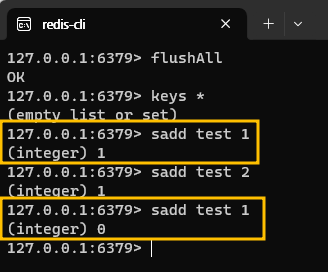 redis-cli
127.0.0.1:6379> flushAll
OK
127.0.0.1:6379> keys *
(empty list or set)
127.0.0.1:6379> sadd test 1
(integer) 1
127.0.0.1:6379> sadd test 2
(integer) 1
127.0.0.1:6379> sadd test 1
(integer) 0
127.0.0.1:6379>